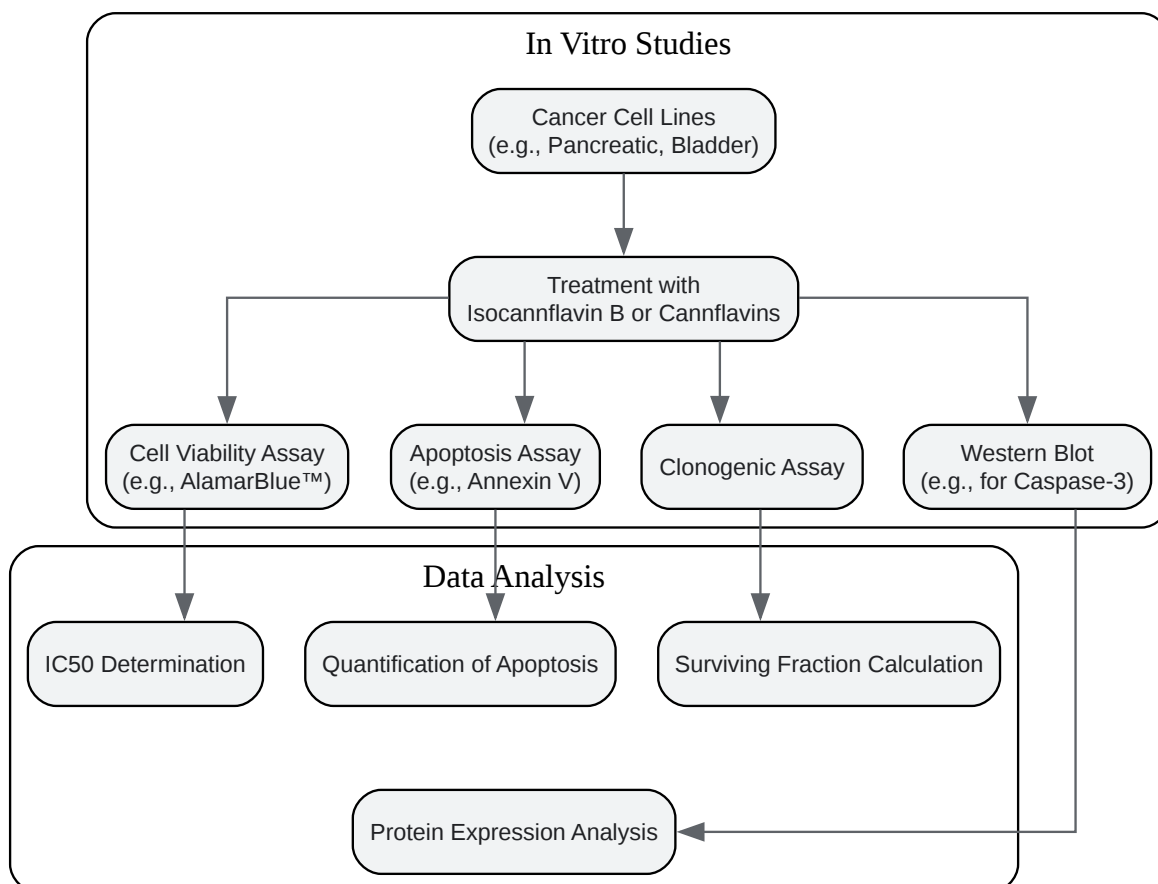 In Vitro Studies
Cancer Cell Lines
(e.g., Pancreatic, Bladder)
Treatment with
Isocannflavin B or Cannflavins
Cell Viability Assay
(e.g., AlamarBlue™)
Apoptosis Assay
(e.g., Annexin V)
Clonogenic Assay
Western Blot
(e.g., for Caspase-3)
Data Analysis
IC50 Determination
Quantification of Apoptosis
Surviving Fraction Calculation
Protein Expression Analysis